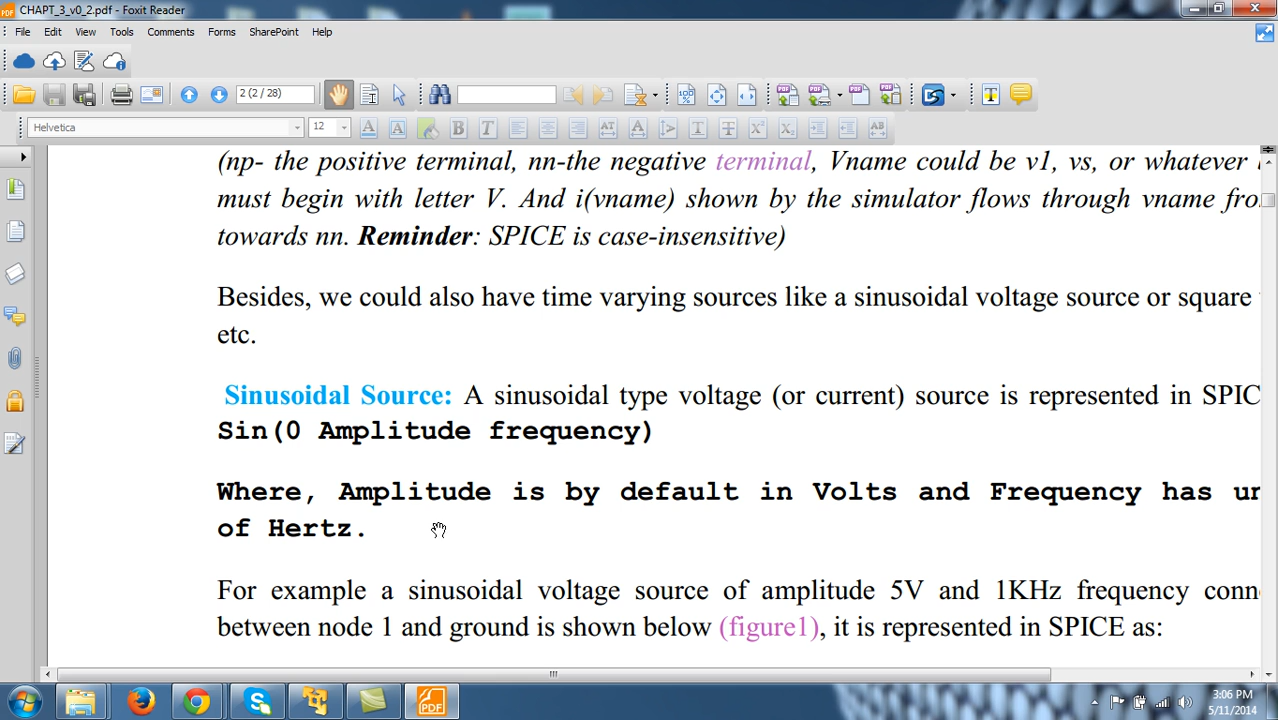 CHAPT_3_v0_2.pdf - Foxit Reader
File Edit View Tools Comments Forms SharePoint Help
2 (2 / 28)
Helvetica 12
(np- the positive terminal, nn-the negative terminal, Vname could be v1, vs, or whatever
must begin with letter V. And i(vname) shown by the simulator flows through vname fro
towards nn. Reminder: SPICE is case-insensitive)
Besides, we could also have time varying sources like a sinusoidal voltage source or square
etc.
Sinusoidal Source: A sinusoidal type voltage (or current) source is represented in SPIC
Sin(0 Amplitude frequency)
Where, Amplitude is by default in Volts and Frequency has un
of Hertz.
For example a sinusoidal voltage source of amplitude 5V and 1KHz frequency conn
between node 1 and ground is shown below (figure1), it is represented in SPICE as:
3:06 PM
5/11/2014